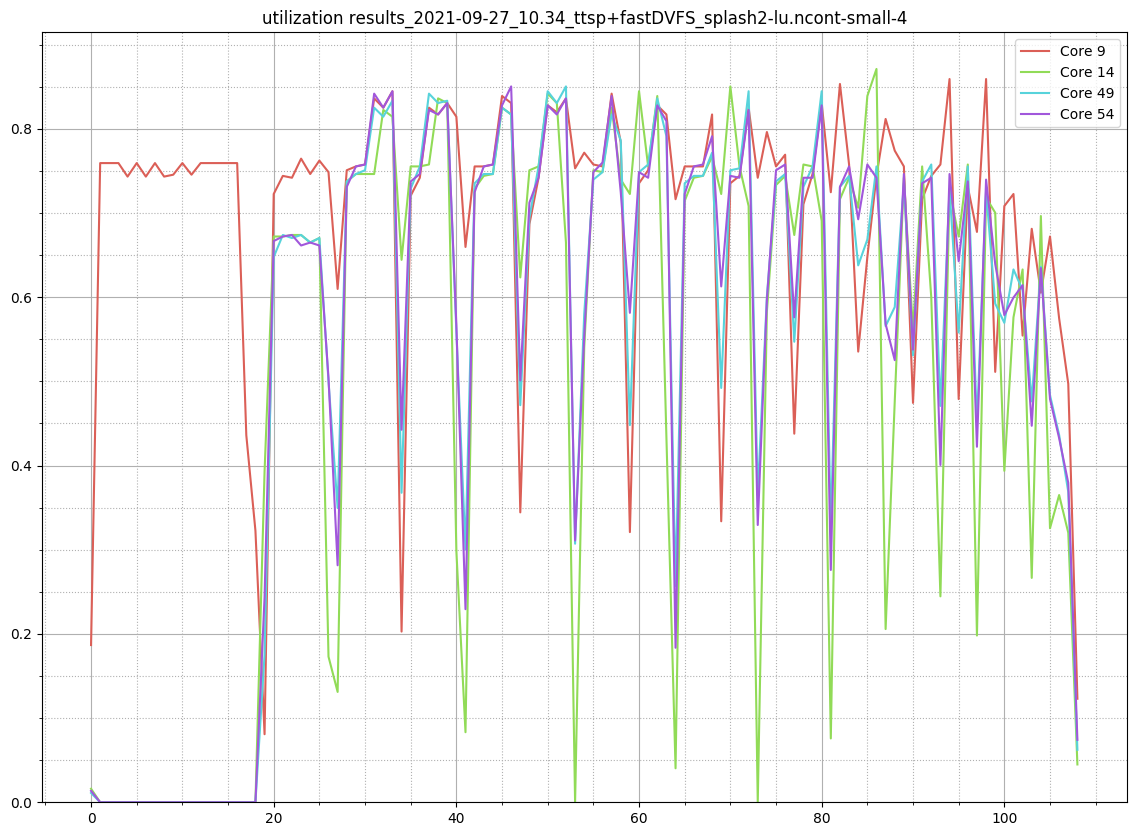 utilization results_2021-09-27_10.34_ttsp+fastDVFS_splash2-lu.ncont-small-4
Core 9
Core 14
Core 49
Core 54
0.8
0.6
0.4
0.2
0.0
0 20 40 60 80 100